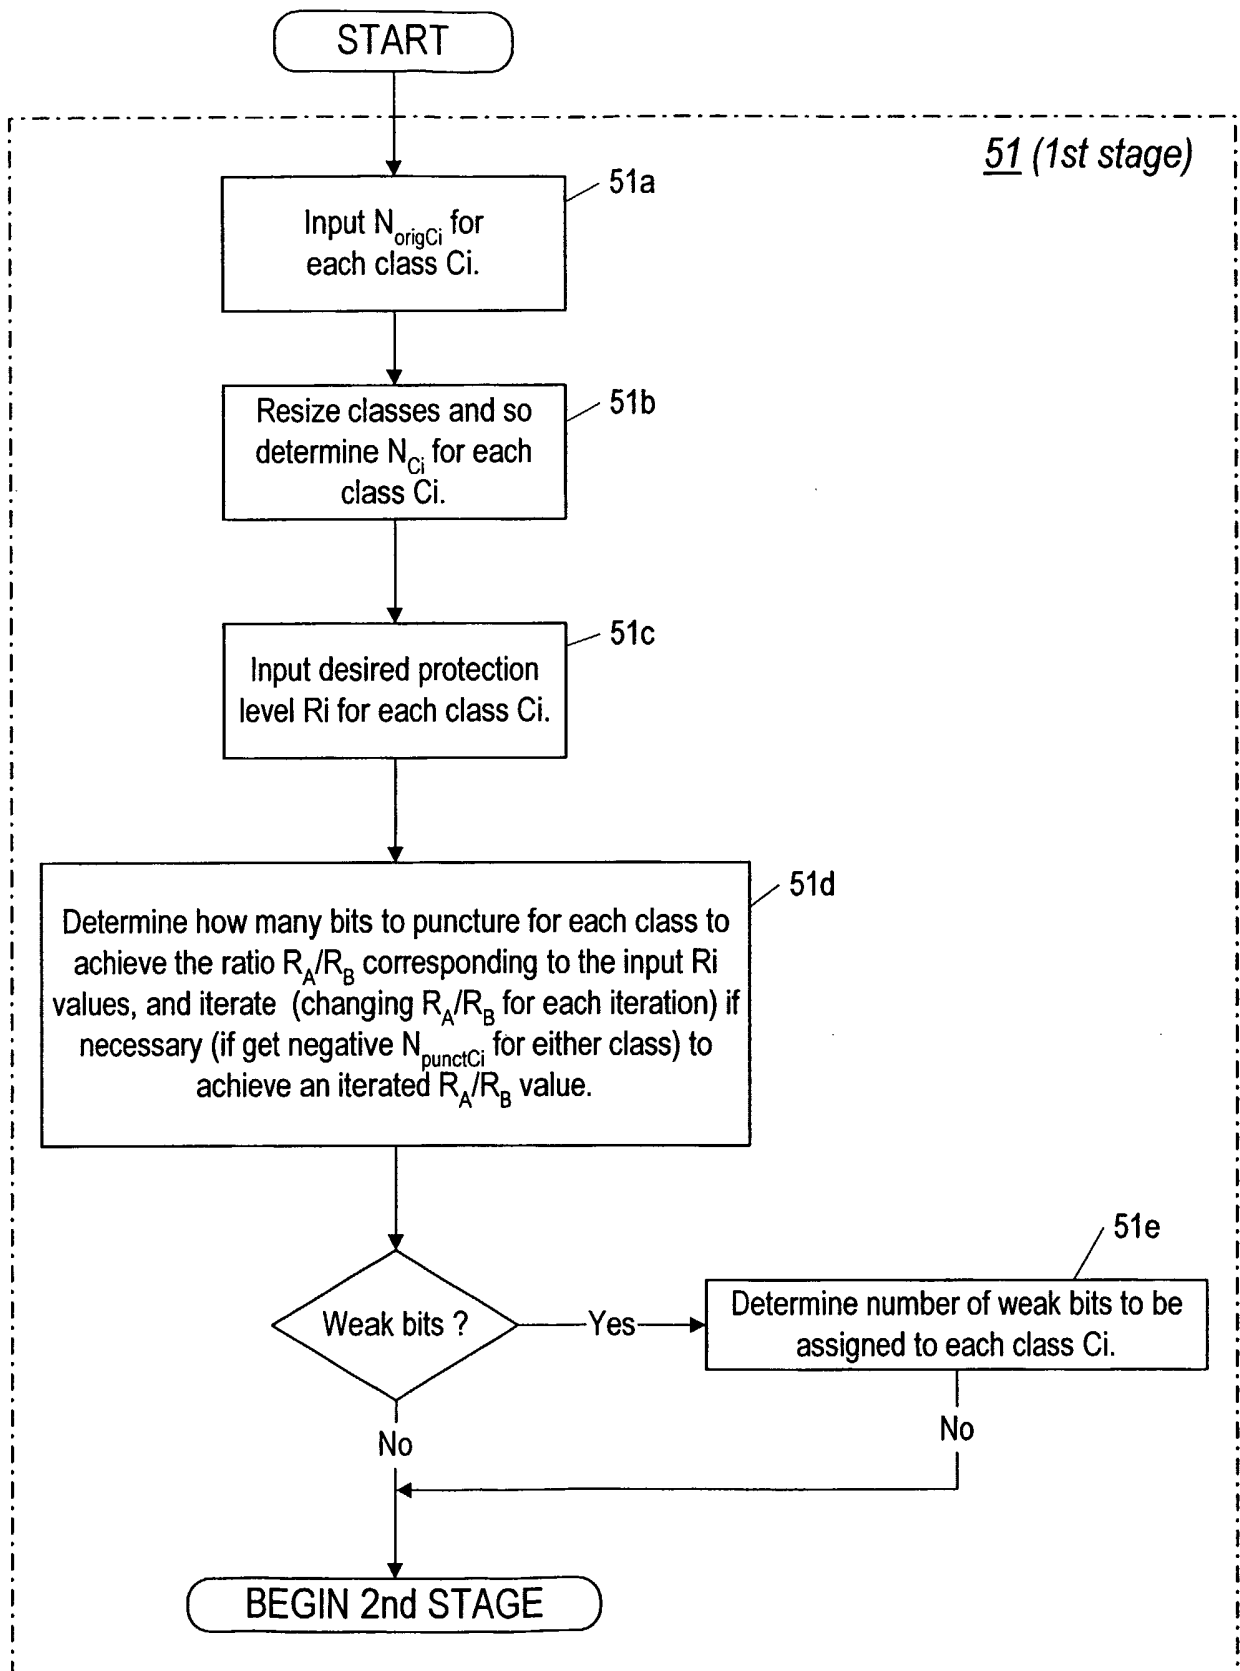 START
51 (1st stage)
51a
Input NorigCi for
each class Ci.
51b
Resize classes and so
determine NCi for each
class Ci.
51c
Input desired protection
level Ri for each class Ci.
51d
Determine how many bits to puncture for each class to
achieve the ratio RA/RB corresponding to the input Ri
values, and iterate (changing RA/RB for each iteration) if
necessary (if get negative NpunctCi for either class) to
achieve an iterated RA/RB value.
51e
Weak bits ?
Yes
Determine number of weak bits to be
assigned to each class Ci.
No
No
BEGIN 2nd STAGE